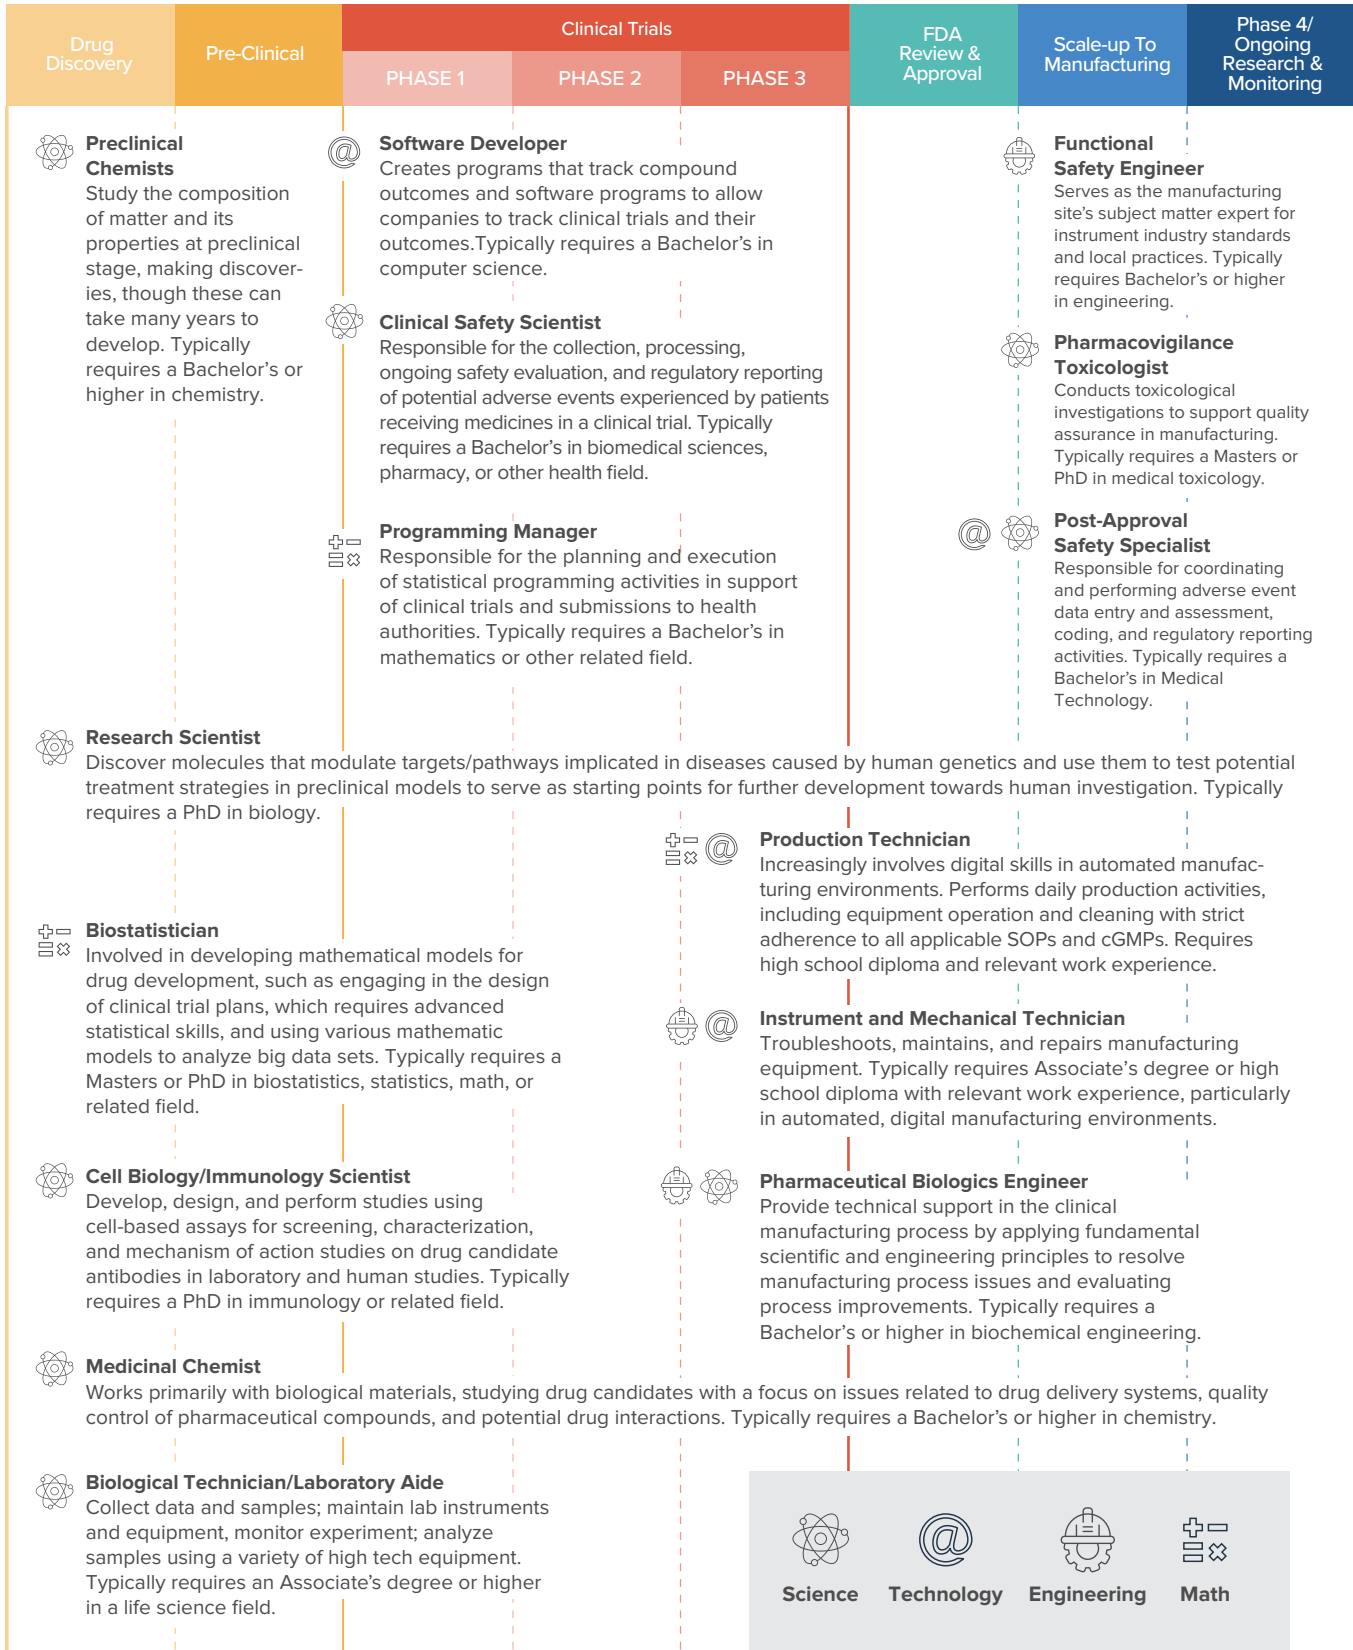 Drug
Discovery
Pre-Clinical
Clinical Trials
PHASE 1
PHASE 2
PHASE 3
FDA
Review &
Approval
Scale-up To
Manufacturing
Phase 4/
Ongoing
Research &
Monitoring
Preclinical
Chemists
Study the composition
of matter and its
properties at preclinical
stage, making discover-
ies, though these can
take many years to
develop. Typically
requires a Bachelor's or
higher in chemistry.
@
Software Developer
Creates programs that track compound
outcomes and software programs to allow
companies to track clinical trials and their
outcomes.Typically requires a Bachelor's in
computer science.
Clinical Safety Scientist
Responsible for the collection, processing,
ongoing safety evaluation, and regulatory reporting
of potential adverse events experienced by patients
receiving medicines in a clinical trial. Typically
requires a Bachelor's in biomedical sciences,
pharmacy, or other health field.
Programming Manager
Responsible for the planning and execution
of statistical programming activities in support
of clinical trials and submissions to health
authorities. Typically requires a Bachelor's in
mathematics or other related field.
Functional
Safety Engineer
Serves as the manufacturing
site's subject matter expert for
instrument industry standards
and local practices. Typically
requires Bachelor's or higher
in engineering.
Pharmacovigilance
Toxicologist
Conducts toxicological
investigations to support quality
assurance in manufacturing.
Typically requires a Masters or
PhD in medical toxicology.
@
Post-Approval
Safety Specialist
Responsible for coordinating
and performing adverse event
data entry and assessment,
coding, and regulatory reporting
activities. Typically requires a
Bachelor's in Medical
Technology.
Research Scientist
Discover molecules that modulate targets/pathways implicated in diseases caused by human genetics and use them to test potential
treatment strategies in preclinical models to serve as starting points for further development towards human investigation. Typically
requires a PhD in biology.
@
Production Technician
Increasingly involves digital skills in automated manufac-
turing environments. Performs daily production activities,
including equipment operation and cleaning with strict
adherence to all applicable SOPs and cGMPs. Requires
high school diploma and relevant work experience.
Biostatistician
Involved in developing mathematical models for
drug development, such as engaging in the design
of clinical trial plans, which requires advanced
statistical skills, and using various mathematic
models to analyze big data sets. Typically requires a
Masters or PhD in biostatistics, statistics, math, or
related field.
@
Instrument and Mechanical Technician
Troubleshoots, maintains, and repairs manufacturing
equipment. Typically requires Associate's degree or high
school diploma with relevant work experience, particularly
in automated, digital manufacturing environments.
Cell Biology/Immunology Scientist
Develop, design, and perform studies using
cell-based assays for screening, characterization,
and mechanism of action studies on drug candidate
antibodies in laboratory and human studies. Typically
requires a PhD in immunology or related field.
Pharmaceutical Biologics Engineer
Provide technical support in the clinical
manufacturing process by applying fundamental
scientific and engineering principles to resolve
manufacturing process issues and evaluating
process improvements. Typically requires a
Bachelor's or higher in biochemical engineering.
Medicinal Chemist
Works primarily with biological materials, studying drug candidates with a focus on issues related to drug delivery systems, quality
control of pharmaceutical compounds, and potential drug interactions. Typically requires a Bachelor's or higher in chemistry.
Biological Technician/Laboratory Aide
Collect data and samples; maintain lab instruments
and equipment, monitor experiment; analyze
samples using a variety of high tech equipment.
Typically requires an Associate's degree or higher
in a life science field.
@
Science
Technology
Engineering
Math